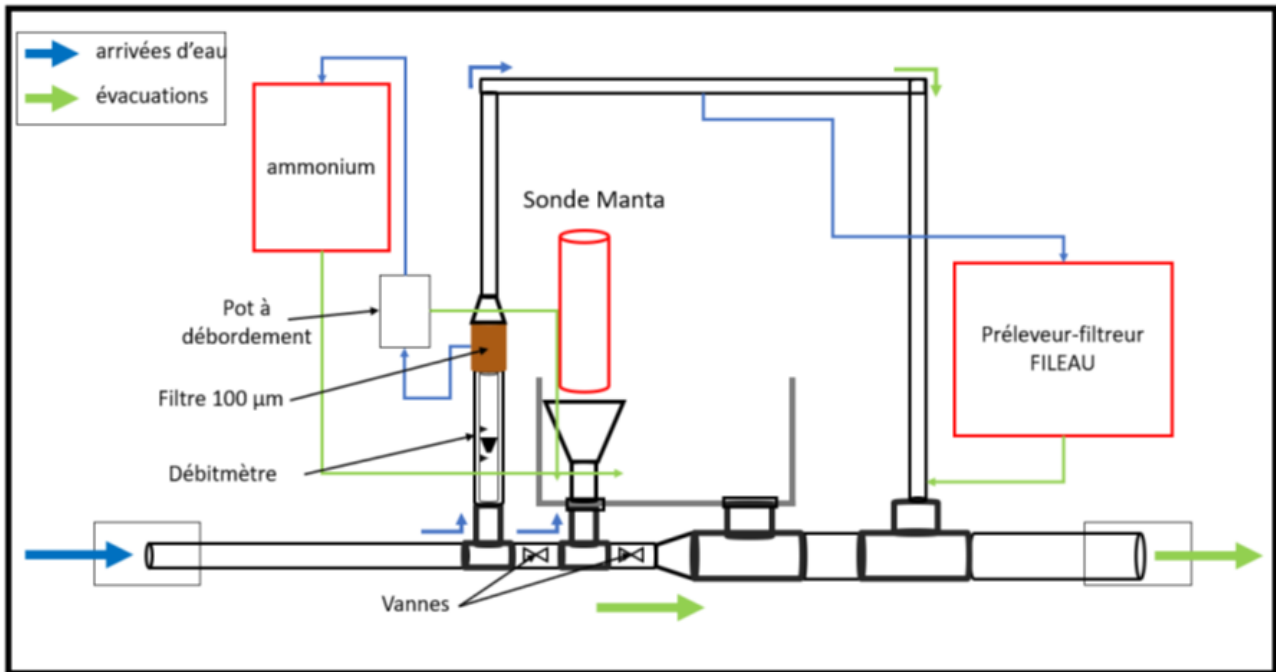 arrivées d'eau
évacuations
ammonium
Sonde Manta
Pot à
débordement
Préleveur-filtreur
FILEAU
Filtre 100 µm
Débitmètre
Vannes